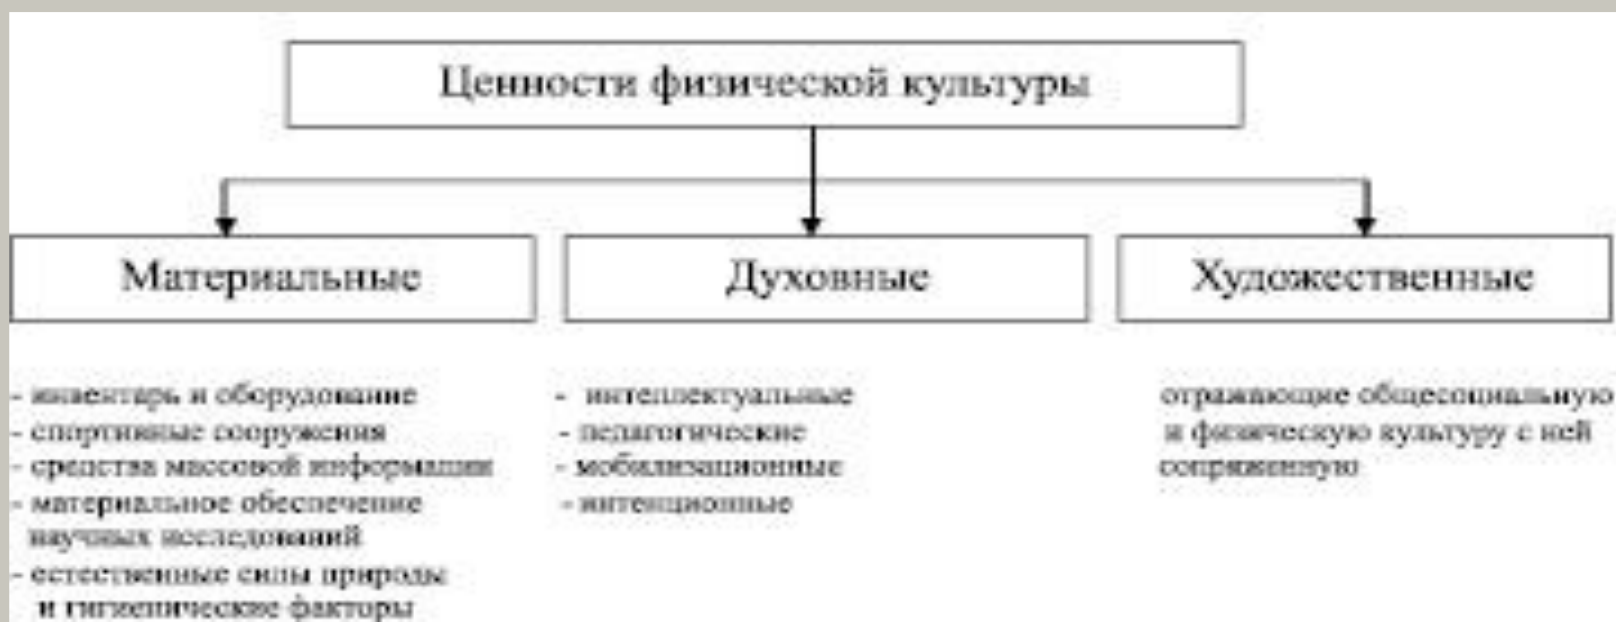 Ценности физической культуры
Материальные
- инвентарь и оборудование
- спортивные сооружения
- средства массовой информации
- материальное обеспечение
научных исследований
- естественные силы природы
и гигиенические факторы
Духовные
- интеллектуальные
- педагогические
- мобилизационные
- интенционные
Художественные
отражающие общесоциальную
и физическую культуру с ней
сопряженную